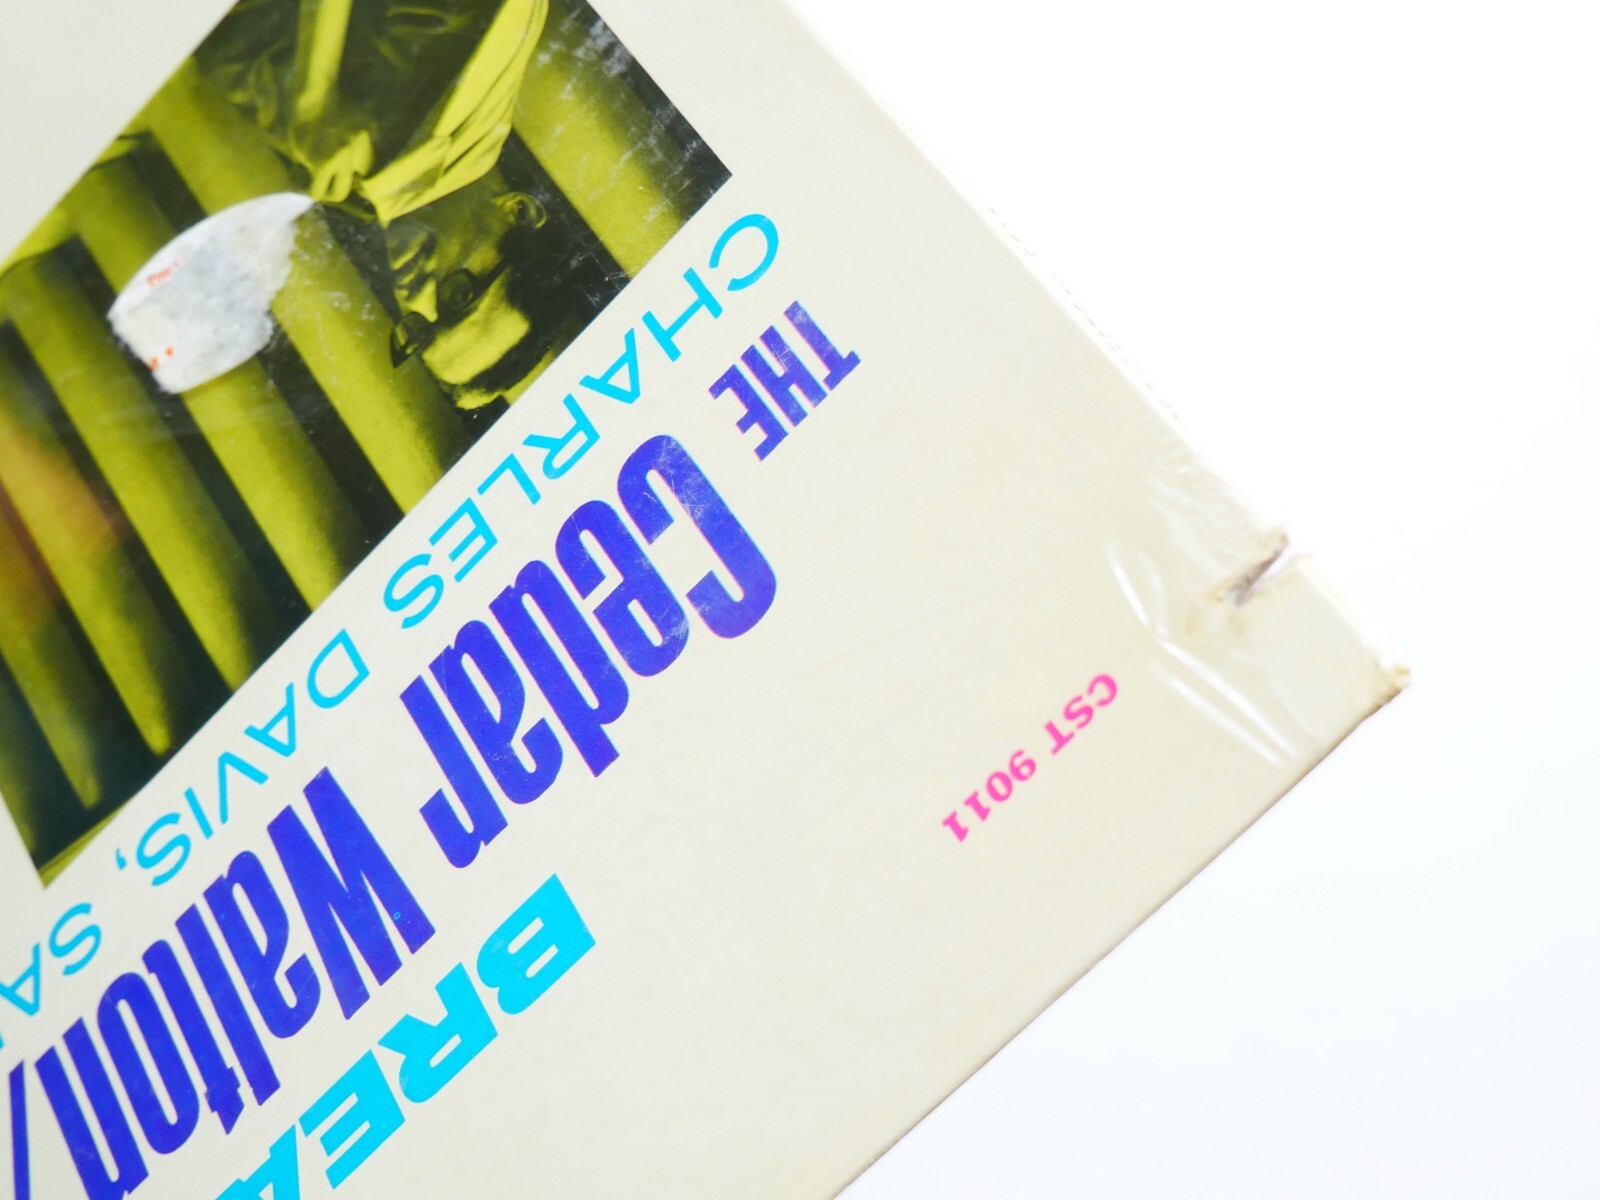 CST 9011
BREA
THE Cedar Walton/
CHARLES DAVIS, SA